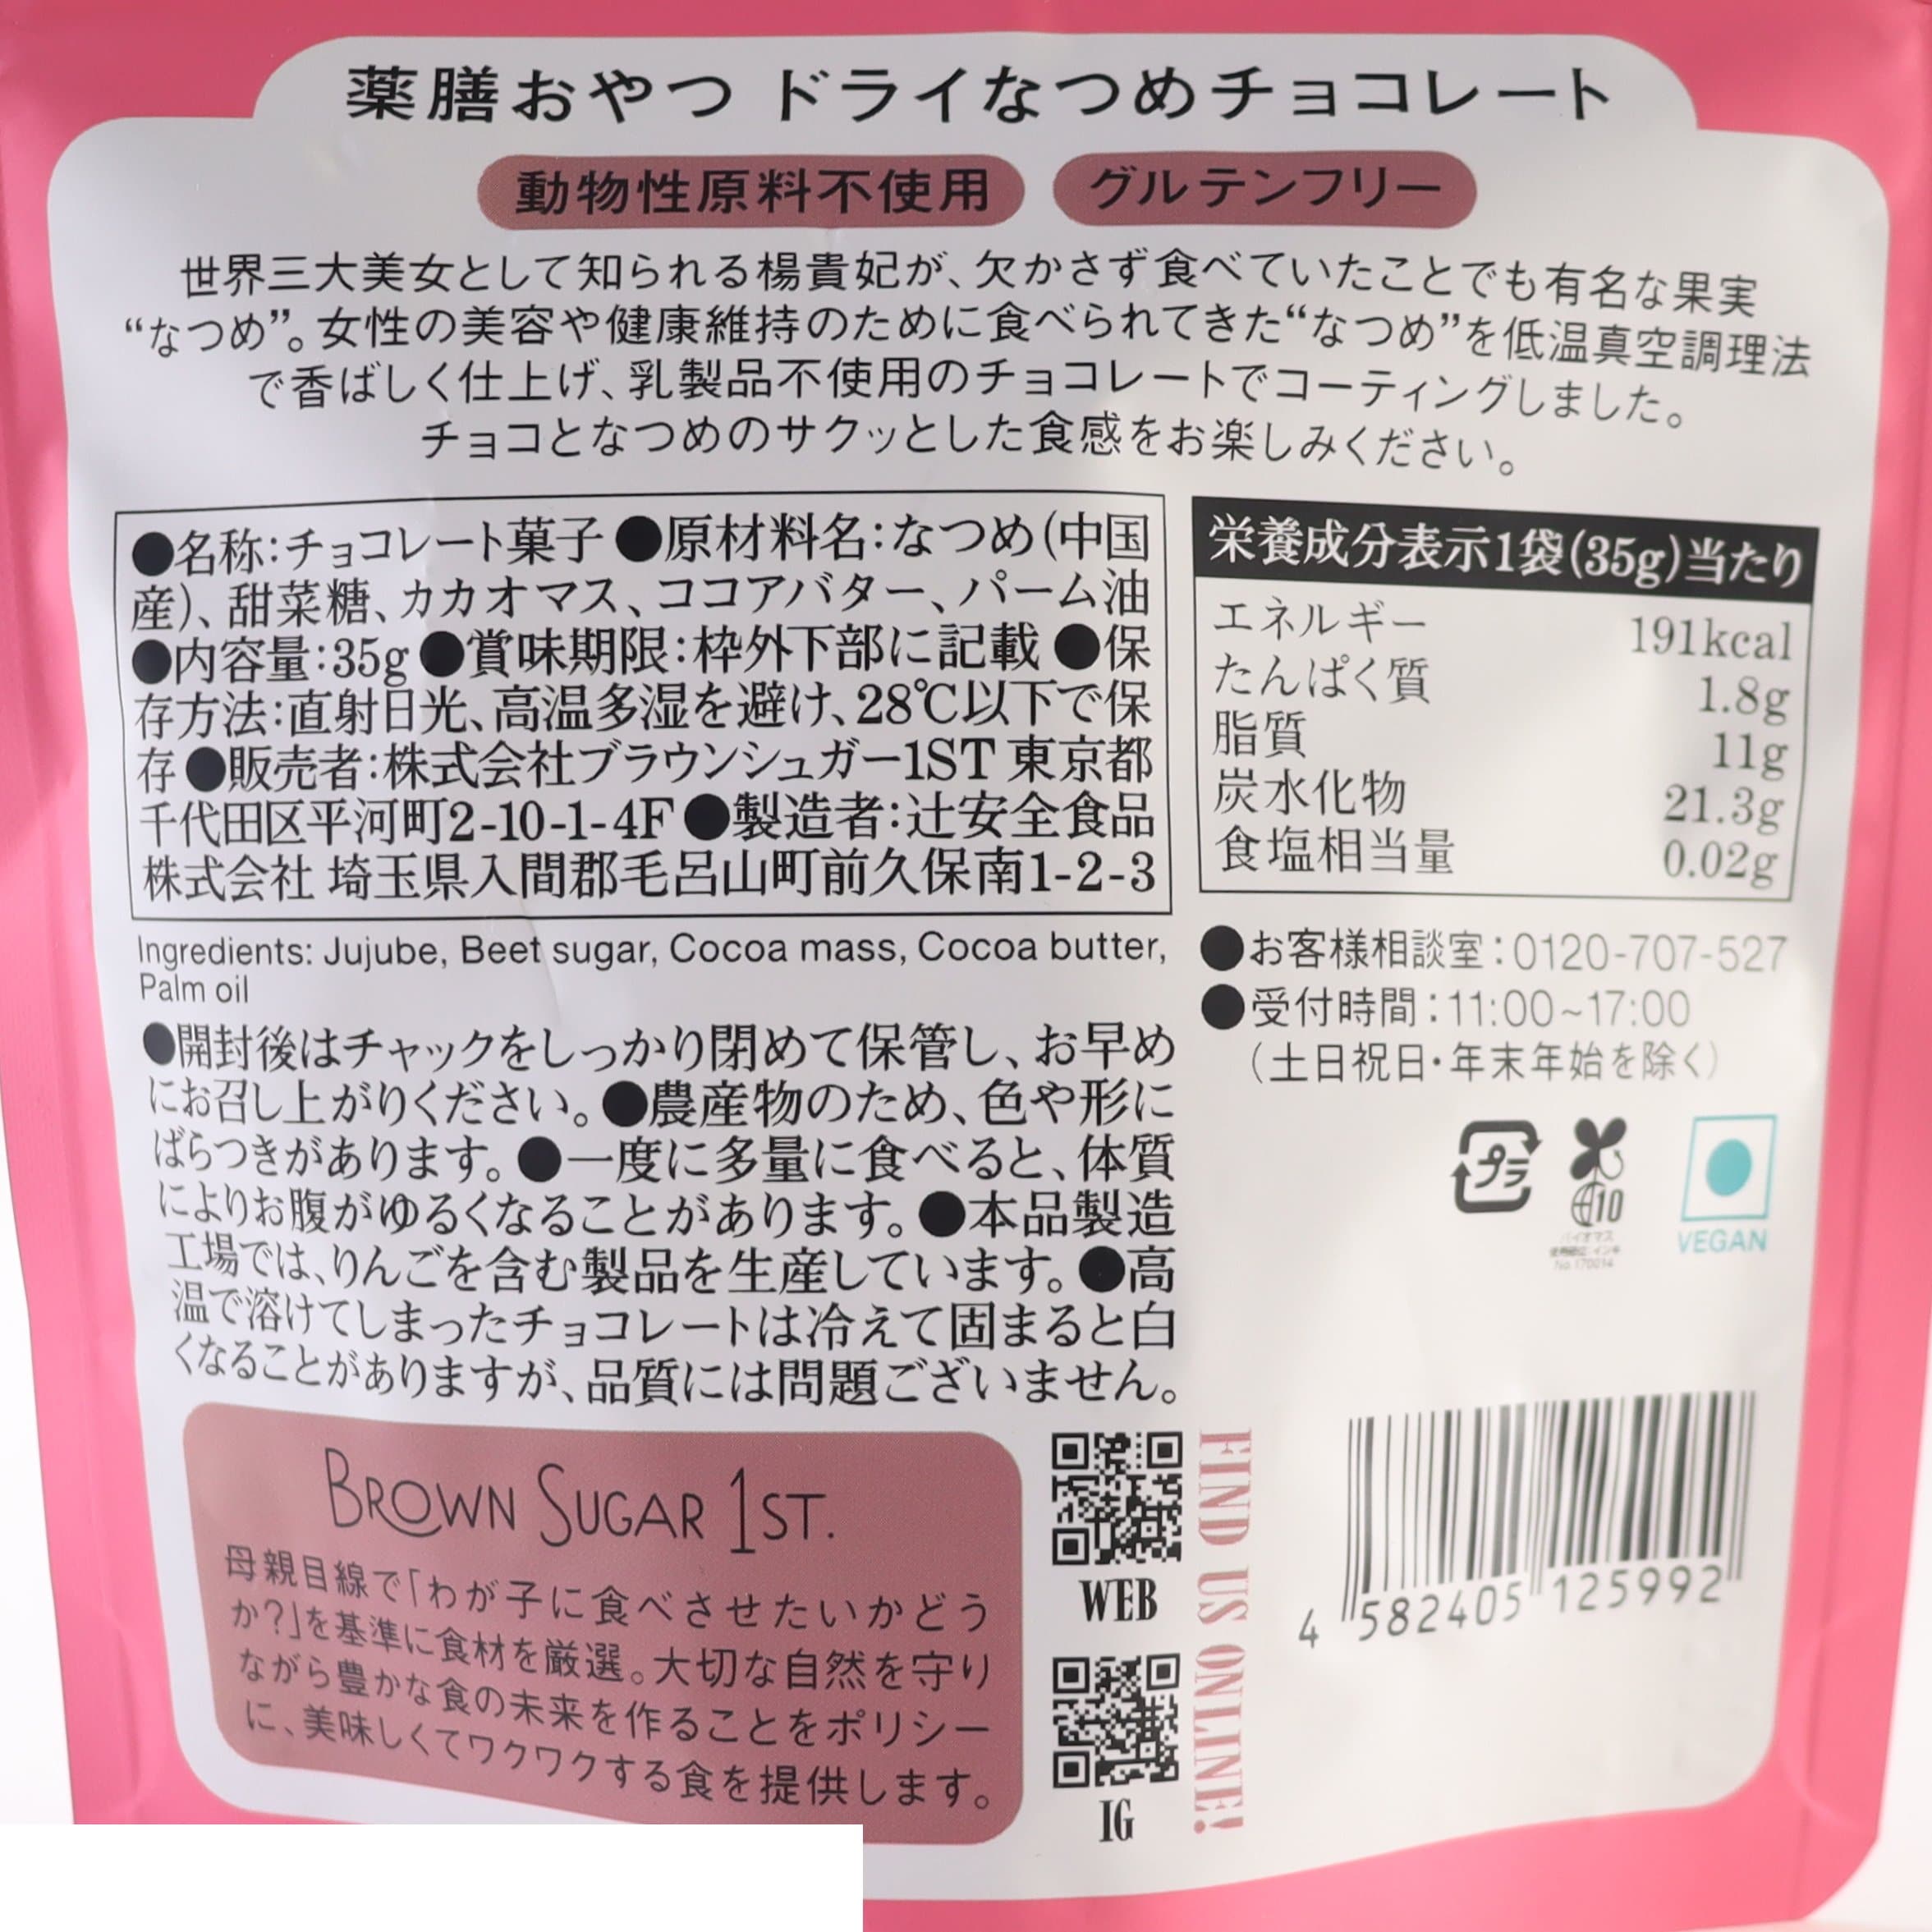 薬膳おやつ ドライなつめチョコレート
動物性原料不使用 グルテンフリー
世界三大美女として知られる楊貴妃が、欠かさず食べていたことでも有名な果実
“なつめ”。女性の美容や健康維持のために食べられてきた“なつめ”を低温真空調理法
で香ばしく仕上げ、乳製品不使用のチョコレートでコーティングしました。
チョコとなつめのサクッとした食感をお楽しみください。
●名称:チョコレート菓子●原材料名:なつめ(中国
産)、甜菜糖、カカオマス、ココアバター、パーム油
●内容量:35g●賞味期限:枠外下部に記載●保
存方法:直射日光、高温多湿を避け、28℃以下で保
存●販売者:株式会社ブラウンシュガー1ST 東京都
千代田区平河町2-10-1-4F●製造者:辻安全食品
株式会社 埼玉県入間郡毛呂山町前久保南1-2-3
Ingredients: Jujube, Beet sugar, Cocoa mass, Cocoa butter,
Palm oil
●開封後はチャックをしっかり閉めて保管し、お早め
にお召し上がりください。●農産物のため、色や形に
ばらつきがあります。●一度に多量に食べると、体質
によりお腹がゆるくなることがあります。●本品製造
工場では、りんごを含む製品を生産しています。●高
温で溶けてしまったチョコレートは冷えて固まると白
くなることがありますが、品質には問題ございません。
栄養成分表示1袋(35g)当たり
エネルギー 191kcal
たんぱく質 1.8g
脂質 11g
炭水化物 21.3g
食塩相当量 0.02g
●お客様相談室:0120-707-527
●受付時間:11:00~17:00
(土日祝日・年末年始を除く)
プラ
10
バイオマス
No.170014
VEGAN
BROWN SUGAR 1ST.
母親目線で「わが子に食べさせたいかどう
か?」を基準に食材を厳選。大切な自然を守り
ながら豊かな食の未来を作ることをポリシー
に、美味しくてワクワクする食を提供します。
WEB
IG
FIND US ONLINE!
4 582405 125992